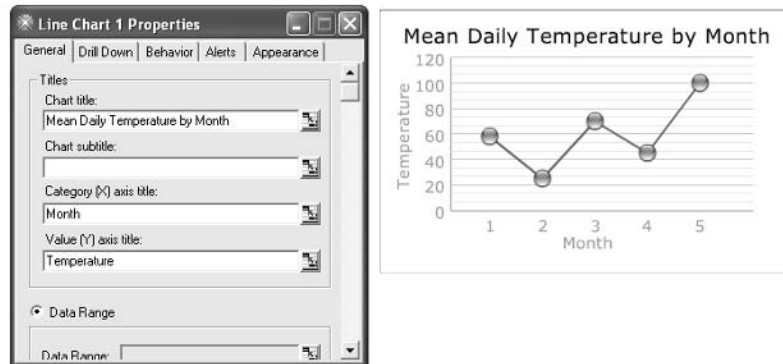 Line Chart 1 Properties
General Drill Down Behavior Alerts Appearance
Titles
Chart title:
Mean Daily Temperature by Month
Chart subtitle:
Category (X) axis title:
Month
Value (Y) axis title:
Temperature
Data Range
Data Range:
Mean Daily Temperature by Month
120
100
80
60
40
20
0
Temperature
1 2 3 4 5
Month